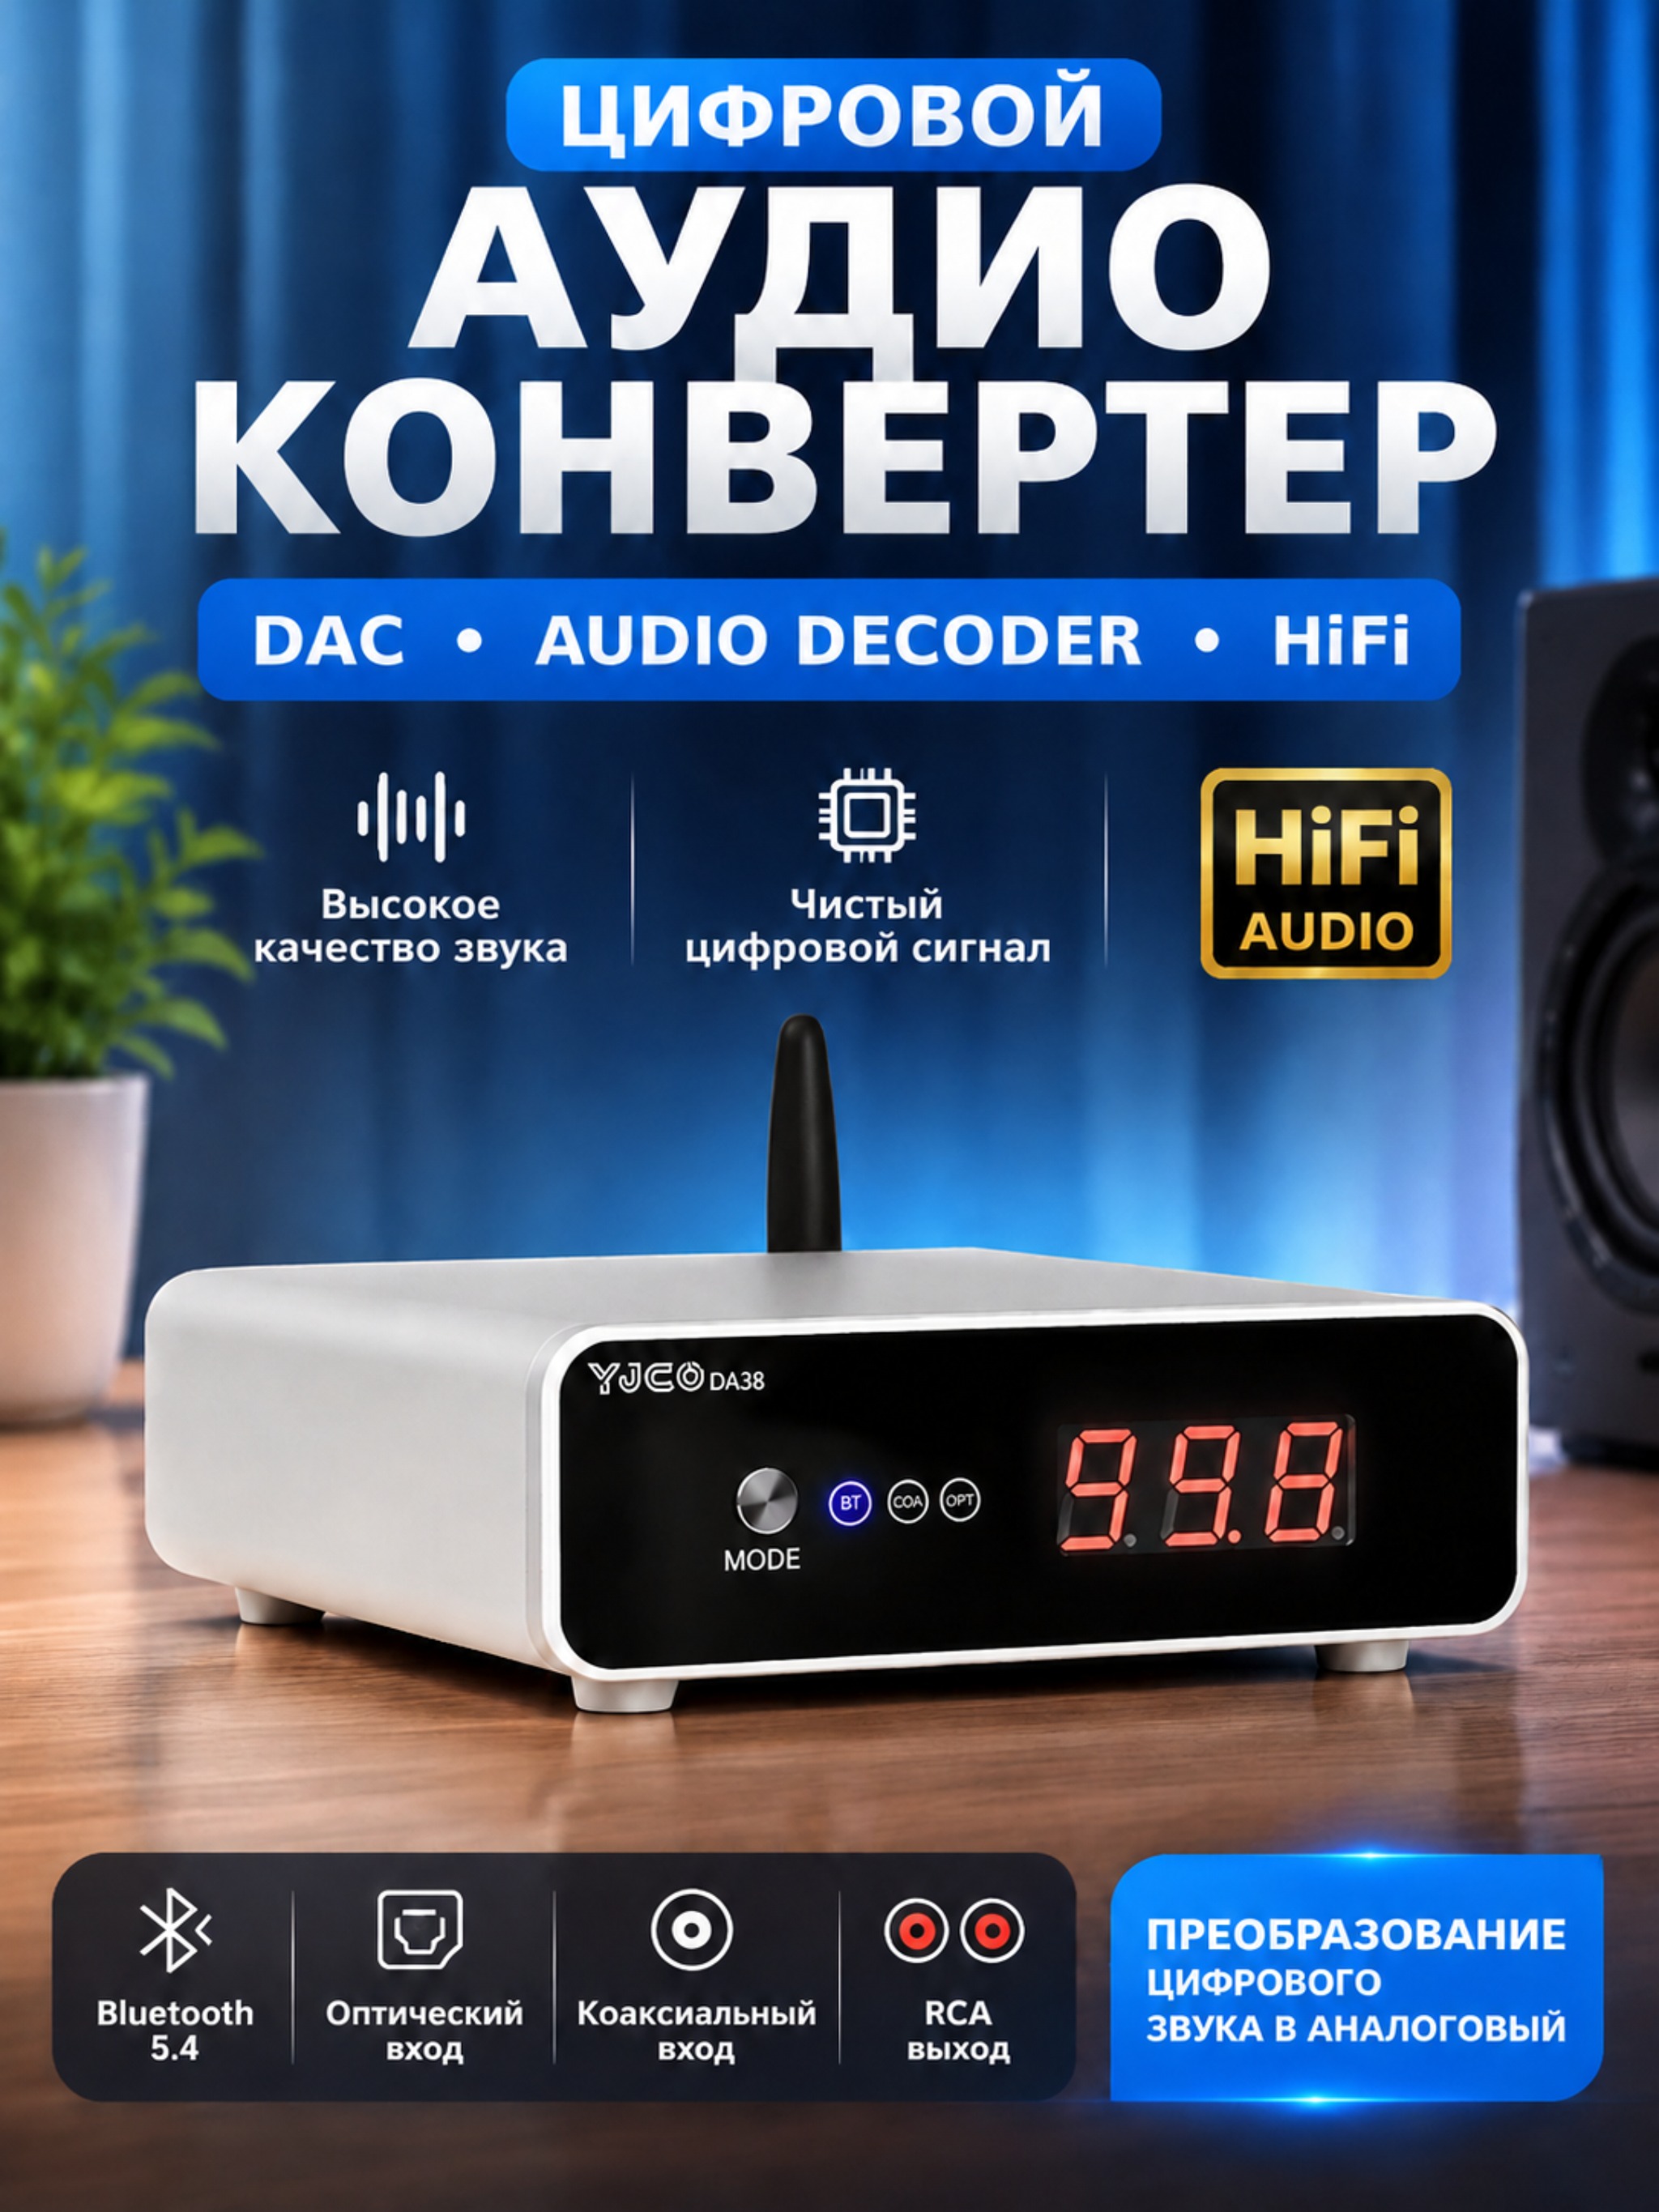 ЦИФРОВОЙ
АУДИО
КОНВЕРТЕР
DAC • AUDIO DECODER • HiFi
Высокое
качество звука
Чистый
цифровой сигнал
HiFi
AUDIO
YJCO DA38
MODE
BT
COA
OPT
99.8
Bluetooth
5.4
Оптический
вход
Коаксиальный
вход
RCA
выход
ПРЕОБРАЗОВАНИЕ
ЦИФРОВОГО
ЗВУКА В АНАЛОГОВЫЙ